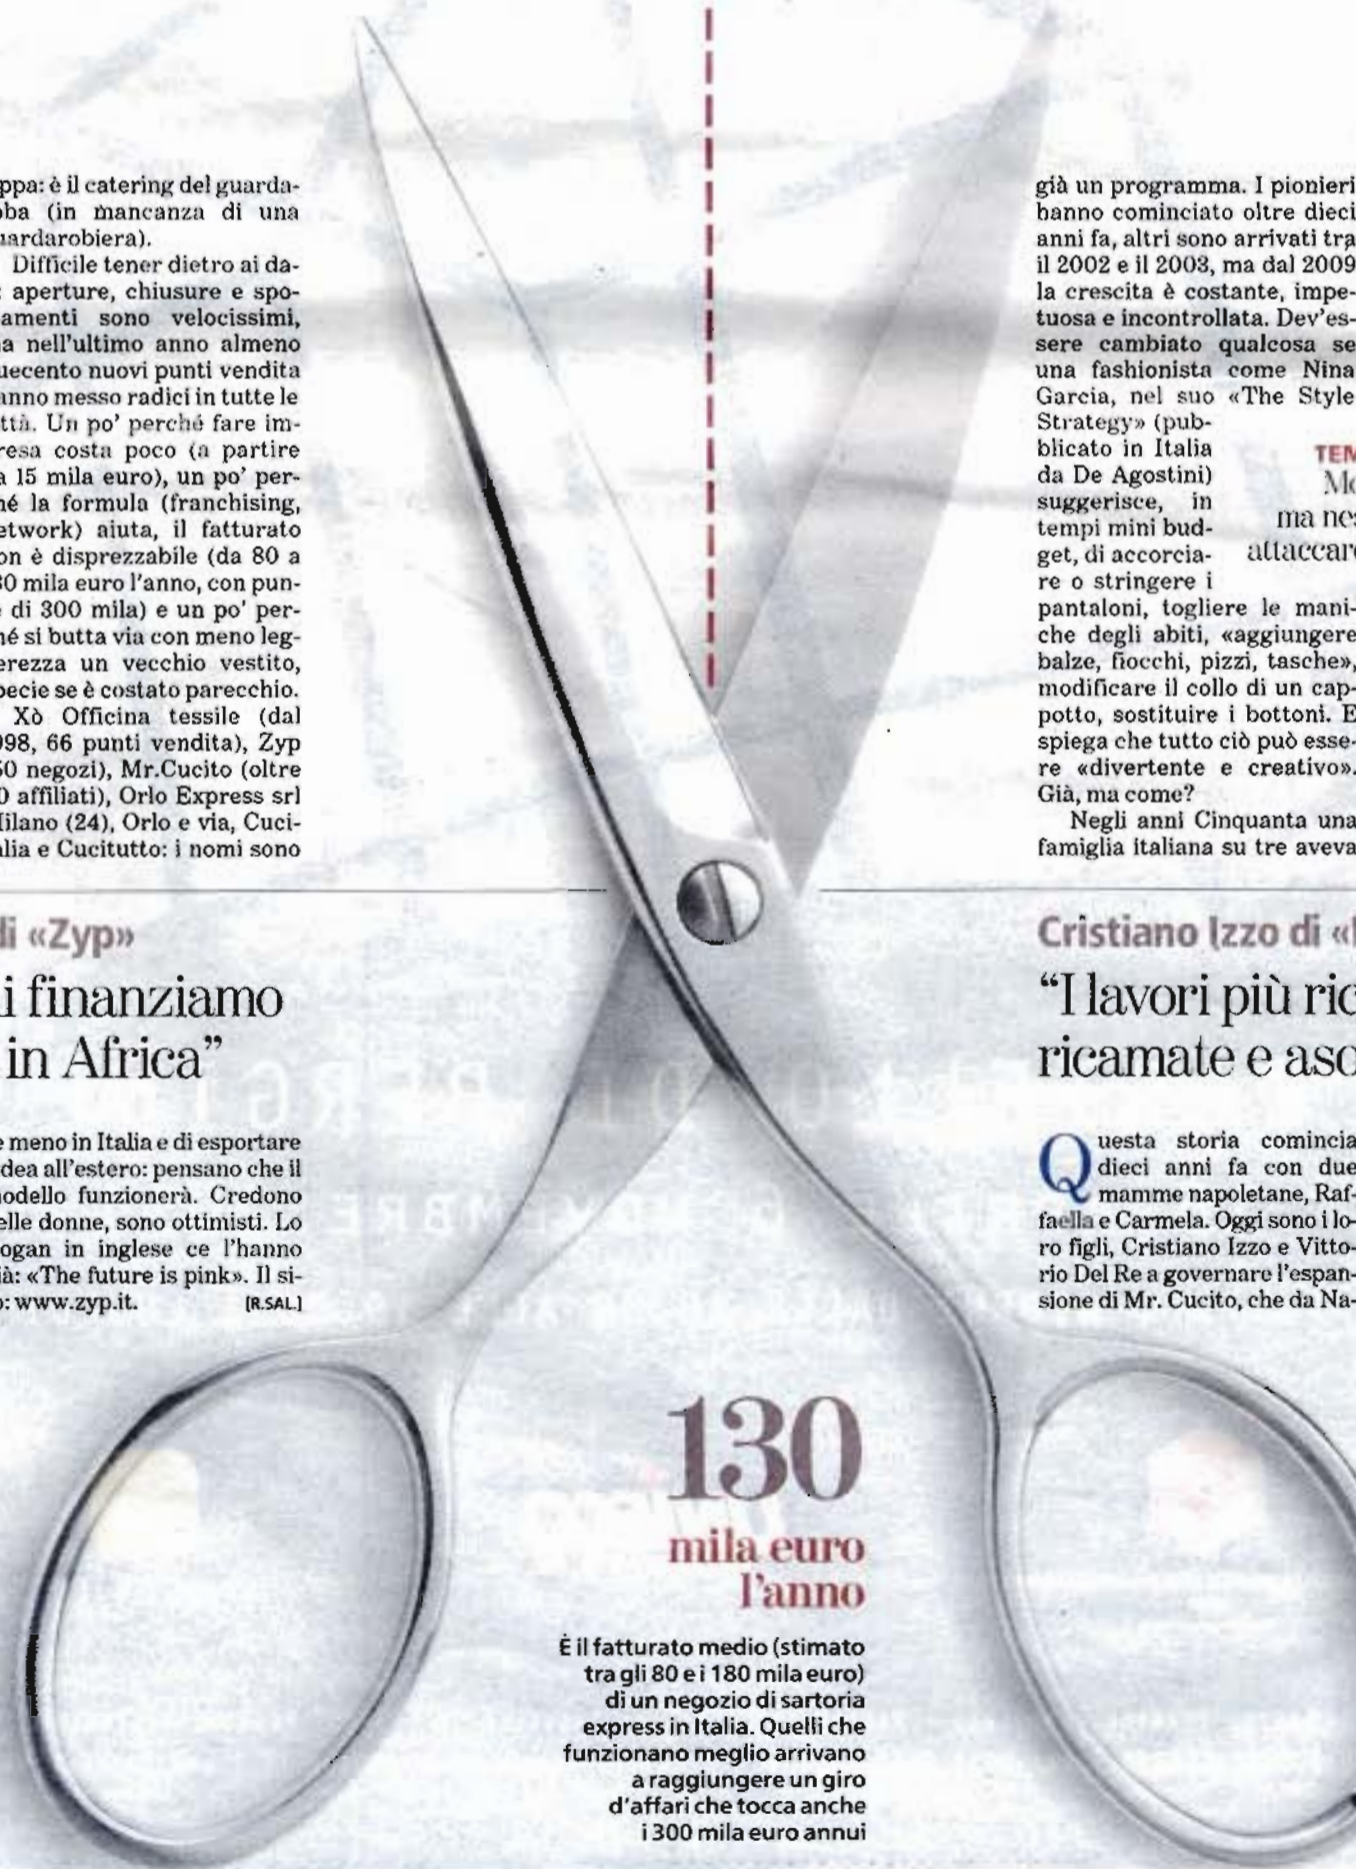 ppa: è il catering del guarda-
ba (in mancanza di una
ardarobiera).
Difficile tener dietro ai da-
: aperture, chiusure e spo-
amenti sono velocissimi,
a nell'ultimo anno almeno
uecento nuovi punti vendita
anno messo radici in tutte le
ttà. Un po' perché fare im-
resa costa poco (a partire
a 15 mila euro), un po' per-
né la formula (franchising,
etwork) aiuta, il fatturato
on è disprezzabile (da 80 a
80 mila euro l'anno, con pun-
e di 300 mila) e un po' per-
né si butta via con meno leg-
erezza un vecchio vestito,
pecie se è costato parecchio.
Xò Officina tessile (dal
998, 66 punti vendita), Zyp
50 negozi), Mr.Cucito (oltre
0 affiliati), Orlo Express srl
Milano (24), Orlo e via, Cuci-
alia e Cucitutto: i nomi sono
già un programma. I pionieri
hanno cominciato oltre dieci
anni fa, altri sono arrivati tra
il 2002 e il 2003, ma dal 2009
la crescita è costante, impe-
tuosa e incontrollata. Dev'es-
sere cambiato qualcosa se
una fashionista come Nina
Garcia, nel suo «The Style
Strategy» (pub-
blicato in Italia
da De Agostini)
suggerisce, in
tempi mini bud-
get, di accorcia-
re o stringere i
pantaloni, togliere le mani-
che degli abiti, «aggiungere
balze, fiocchi, pizzi, tasche»,
modificare il collo di un cap-
potto, sostituire i bottoni. E
spiega che tutto ciò può esse-
re «divertente e creativo».
Già, ma come?
Negli anni Cinquanta una
famiglia italiana su tre aveva
TEM
Mo
ma nes
attaccare
di «Zyp»
i finanziamo
in Africa”
e meno in Italia e di esportare
idea all'estero: pensano che il
modello funzionerà. Credono
elle donne, sono ottimisti. Lo
ogan in inglese ce l'hanno
ià: «The future is pink». Il si-
o: www.zyp.it. [R.SAL.]
Cristiano Izzo di «
“I lavori più ric
ricamate e aso
Questa storia comincia
dieci anni fa con due
mamme napoletane, Raf-
faella e Carmela. Oggi sono i lo-
ro figli, Cristiano Izzo e Vitto-
rio Del Re a governare l'espan-
sione di Mr. Cucito, che da Na-
130
mila euro
l'anno
È il fatturato medio (stimato
tra gli 80 e i 180 mila euro)
di un negozio di sartoria
express in Italia. Quelli che
funzionano meglio arrivano
a raggiungere un giro
d'affari che tocca anche
i 300 mila euro annui